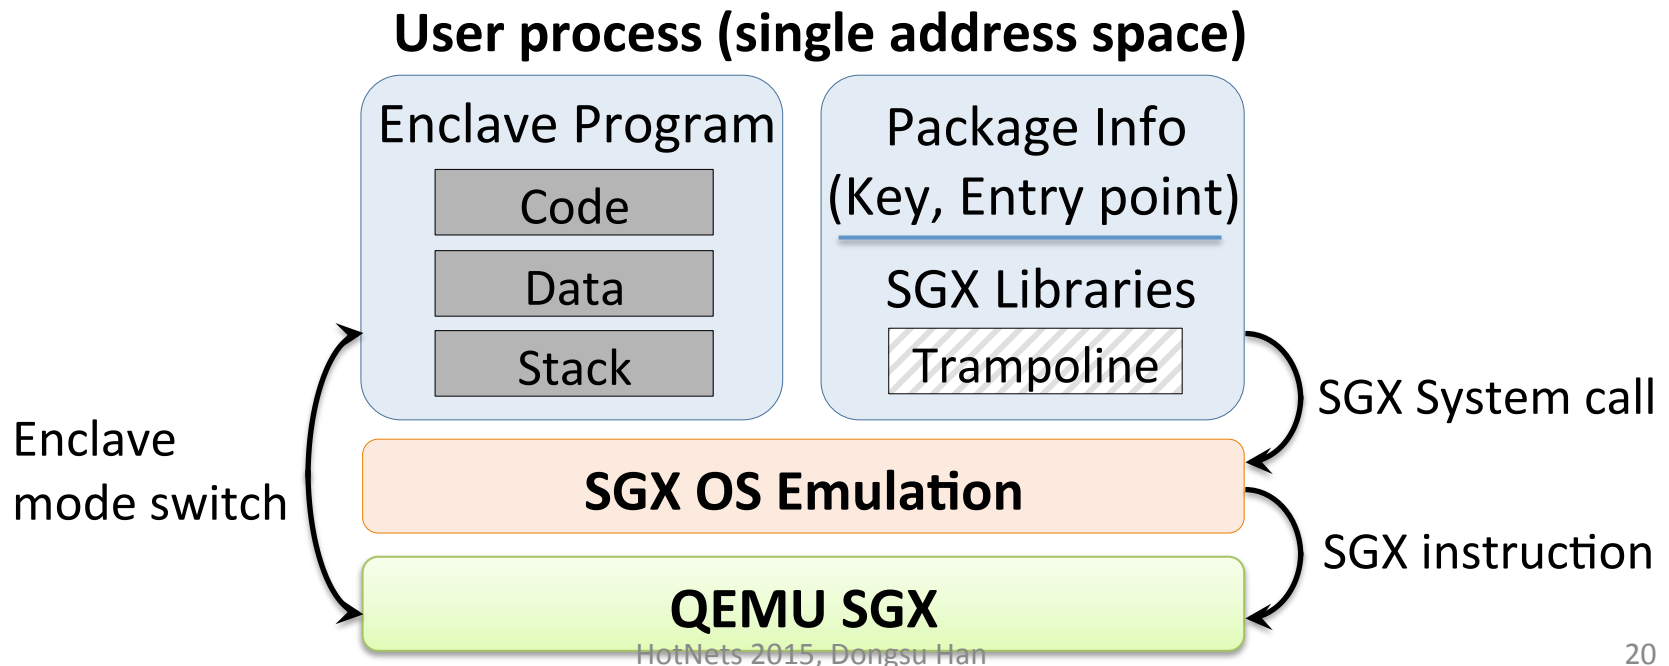 User process (single address space)
Enclave Program
Code
Data
Stack
Package Info
(Key, Entry point)
SGX Libraries
Trampoline
SGX System call
Enclave
mode switch
SGX OS Emulation
SGX instruction
QEMU SGX
HotNets 2015, Dongsu Han
20